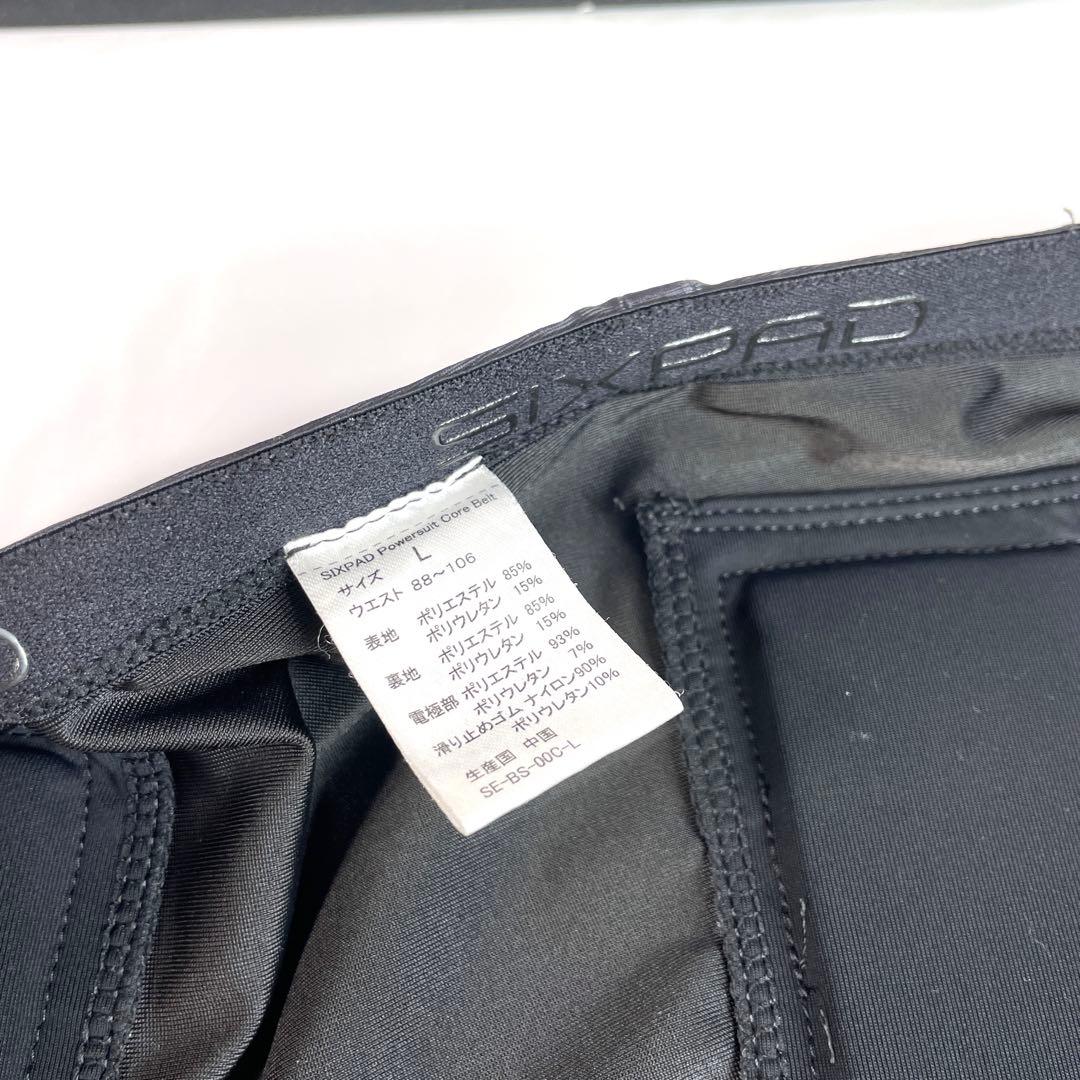 SIXPAD
SIXPAD Powersuit Core Belt
サイズ L
ウエスト 88〜106
表地 ポリエステル 85%
ポリウレタン 15%
裏地 ポリエステル 85%
ポリウレタン 15%
電極部 ポリエステル 93%
ポリウレタン 7%
滑り止めゴム ナイロン90%
ポリウレタン10%
生産国 中国
SE-BS-00C-L